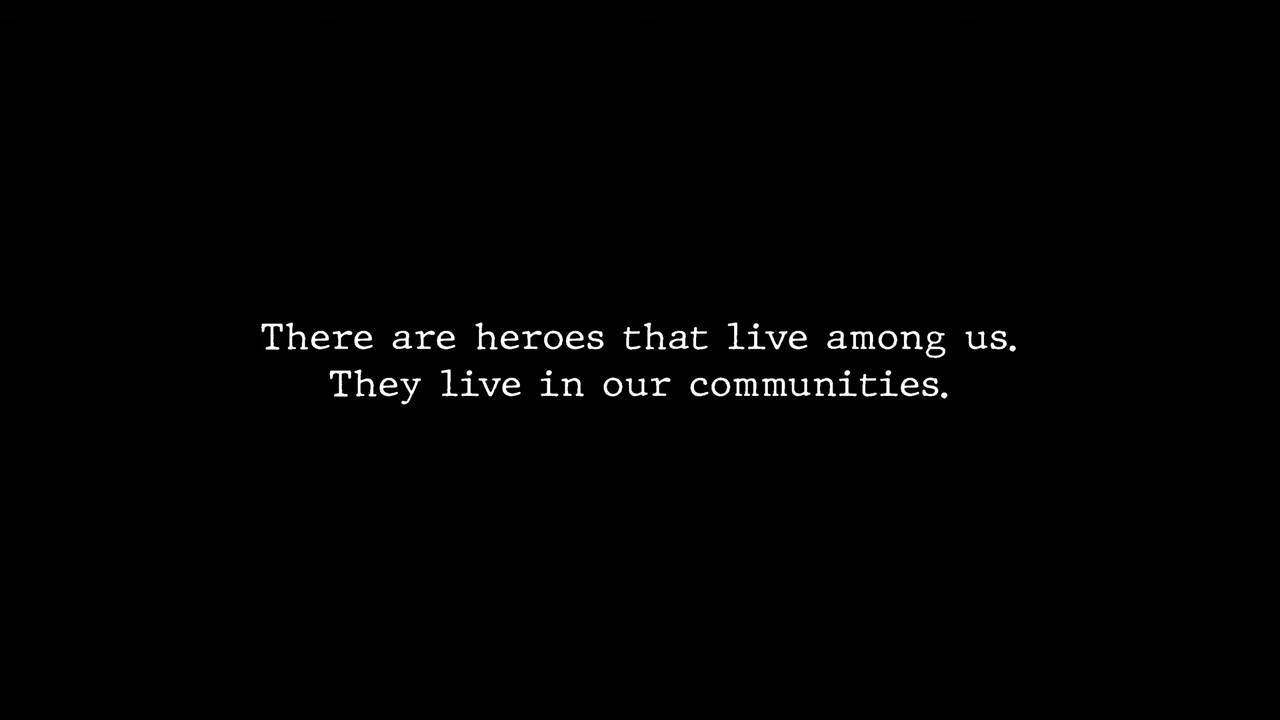 There are heroes that live among us.
They live in our communities.